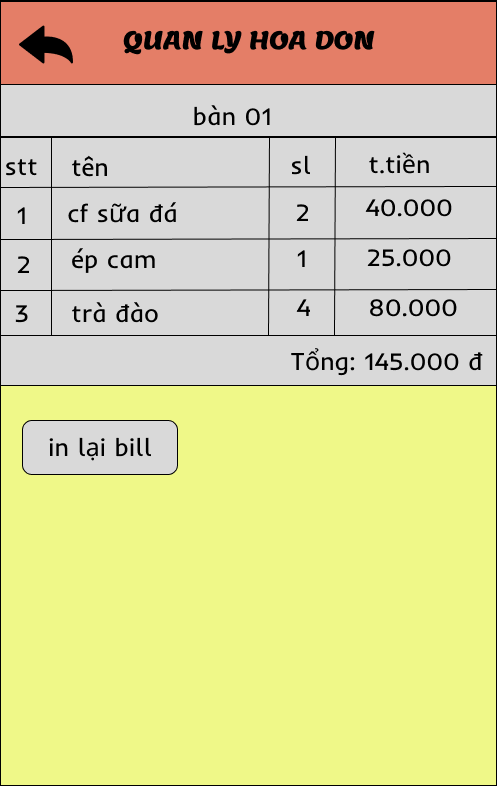 QUAN LY HOA DON
bàn 01
stt tên sl t.tiền
1 cf sữa đá 2 40.000
2 ép cam 1 25.000
3 trà đào 4 80.000
Tổng: 145.000 đ
in lại bill